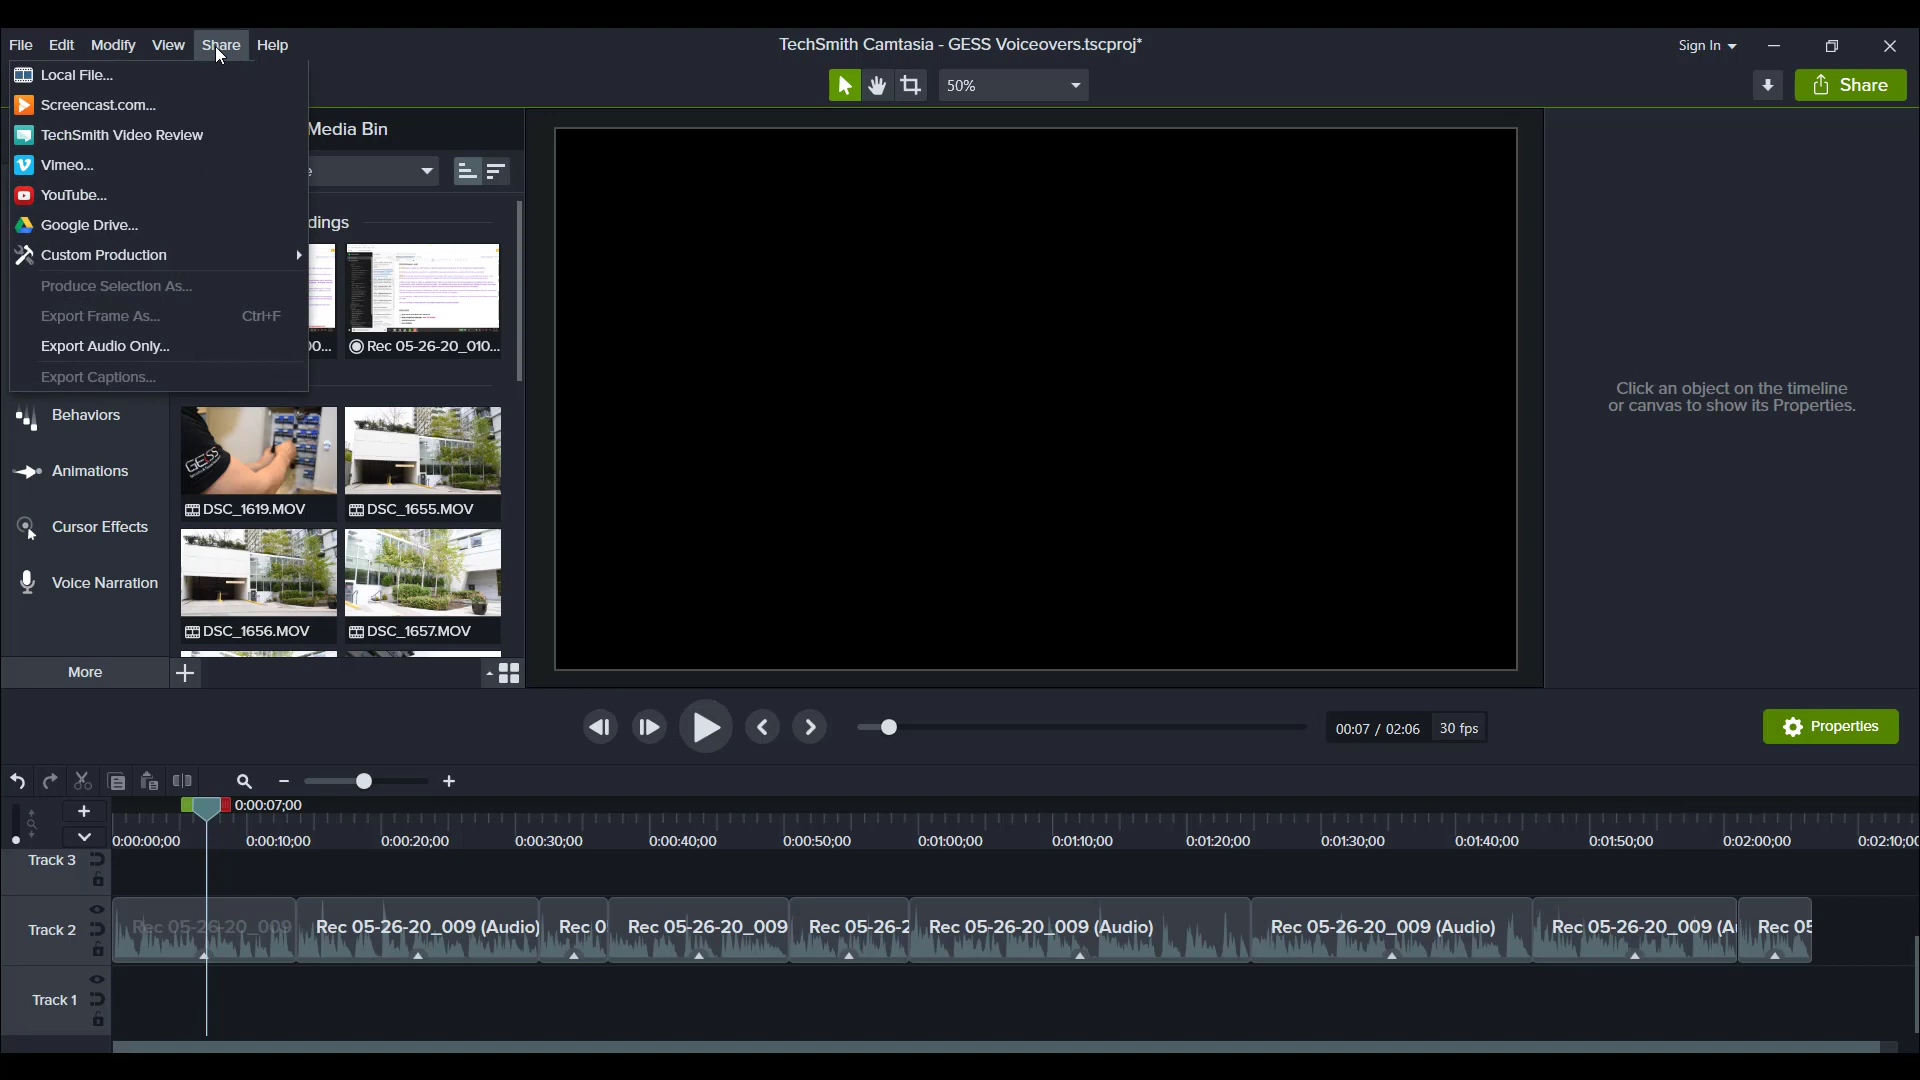 File Edit Modify View Share Help
TechSmith Camtasia - GESS Voiceovers.tscproj*
Sign In
50%
Share
Local File...
Screencast.com...
TechSmith Video Review
Vimeo...
YouTube...
Google Drive...
Custom Production
Produce Selection As...
Export Frame As... Ctrl+F
Export Audio Only...
Export Captions...
Media Bin
e
dings
00...
Rec 05-26-20_010...
Behaviors
Animations
Cursor Effects
Voice Narration
More
GESS
DSC_1619.MOV
DSC_1655.MOV
DSC_1656.MOV
DSC_1657.MOV
Click an object on the timeline
or canvas to show its Properties.
00:07 / 02:06
30 fps
Properties
0:00:07;00
0:00:00;00 0:00:10;00 0:00:20;00 0:00:30;00 0:00:40;00 0:00:50;00 0:01:00;00 0:01:10;00 0:01:20;00 0:01:30;00 0:01:40;00 0:01:50;00 0:02:00;00 0:02:10;00
Track 3
Track 2
Rec 05-26-20_009 Rec 05-26-20_009 (Audio) Rec 0 Rec 05-26-20_009 Rec 05-26-2 Rec 05-26-20_009 (Audio) Rec 05-26-20_009 (Audio) Rec 05-26-20_009 (A Rec 05
Track 1